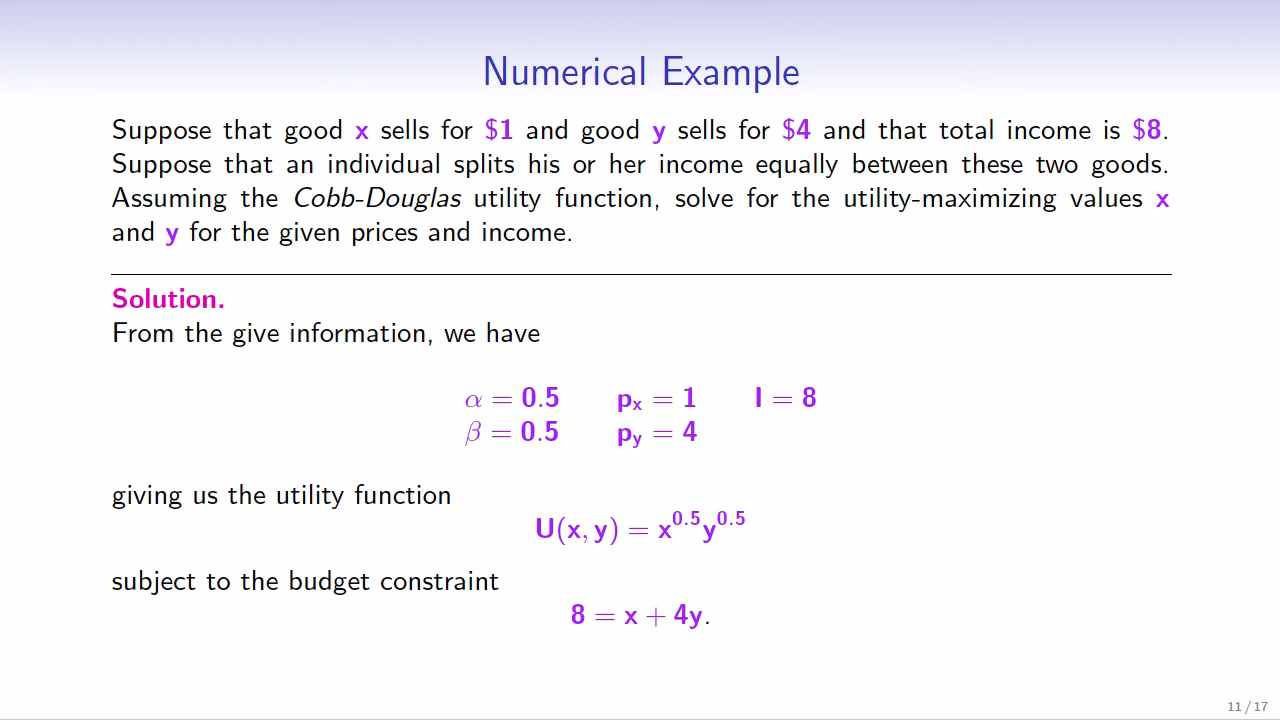 Numerical Example
Suppose that good x sells for $1 and good y sells for $4 and that total income is $8.
Suppose that an individual splits his or her income equally between these two goods.
Assuming the Cobb-Douglas utility function, solve for the utility-maximizing values x
and y for the given prices and income.
Solution.
From the give information, we have
α = 0.5 pₓ = 1 I = 8
β = 0.5 p_y = 4
giving us the utility function
U(x, y) = x^0.5 y^0.5
subject to the budget constraint
8 = x + 4y.
11 / 17